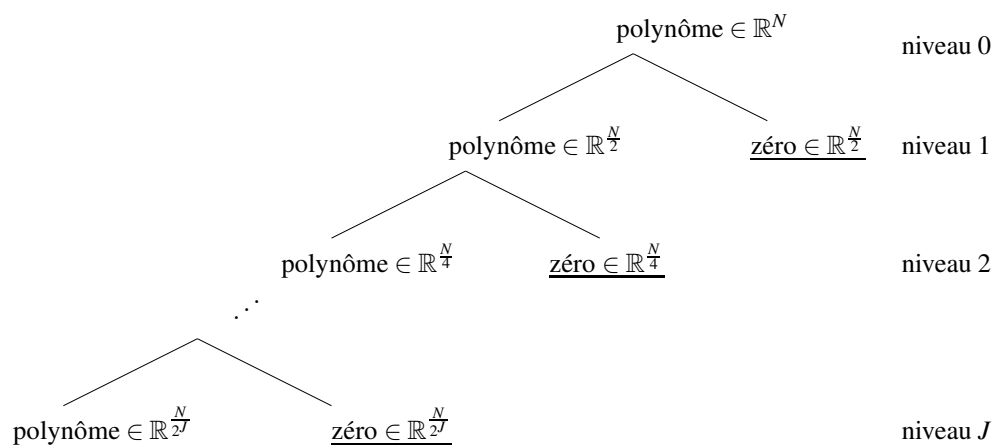 polynôme ∈ ℝ^N niveau 0
polynôme ∈ ℝ^{N/2} zéro ∈ ℝ^{N/2} niveau 1
polynôme ∈ ℝ^{N/4} zéro ∈ ℝ^{N/4} niveau 2
⋰
polynôme ∈ ℝ^{N/2^J} zéro ∈ ℝ^{N/2^J} niveau J